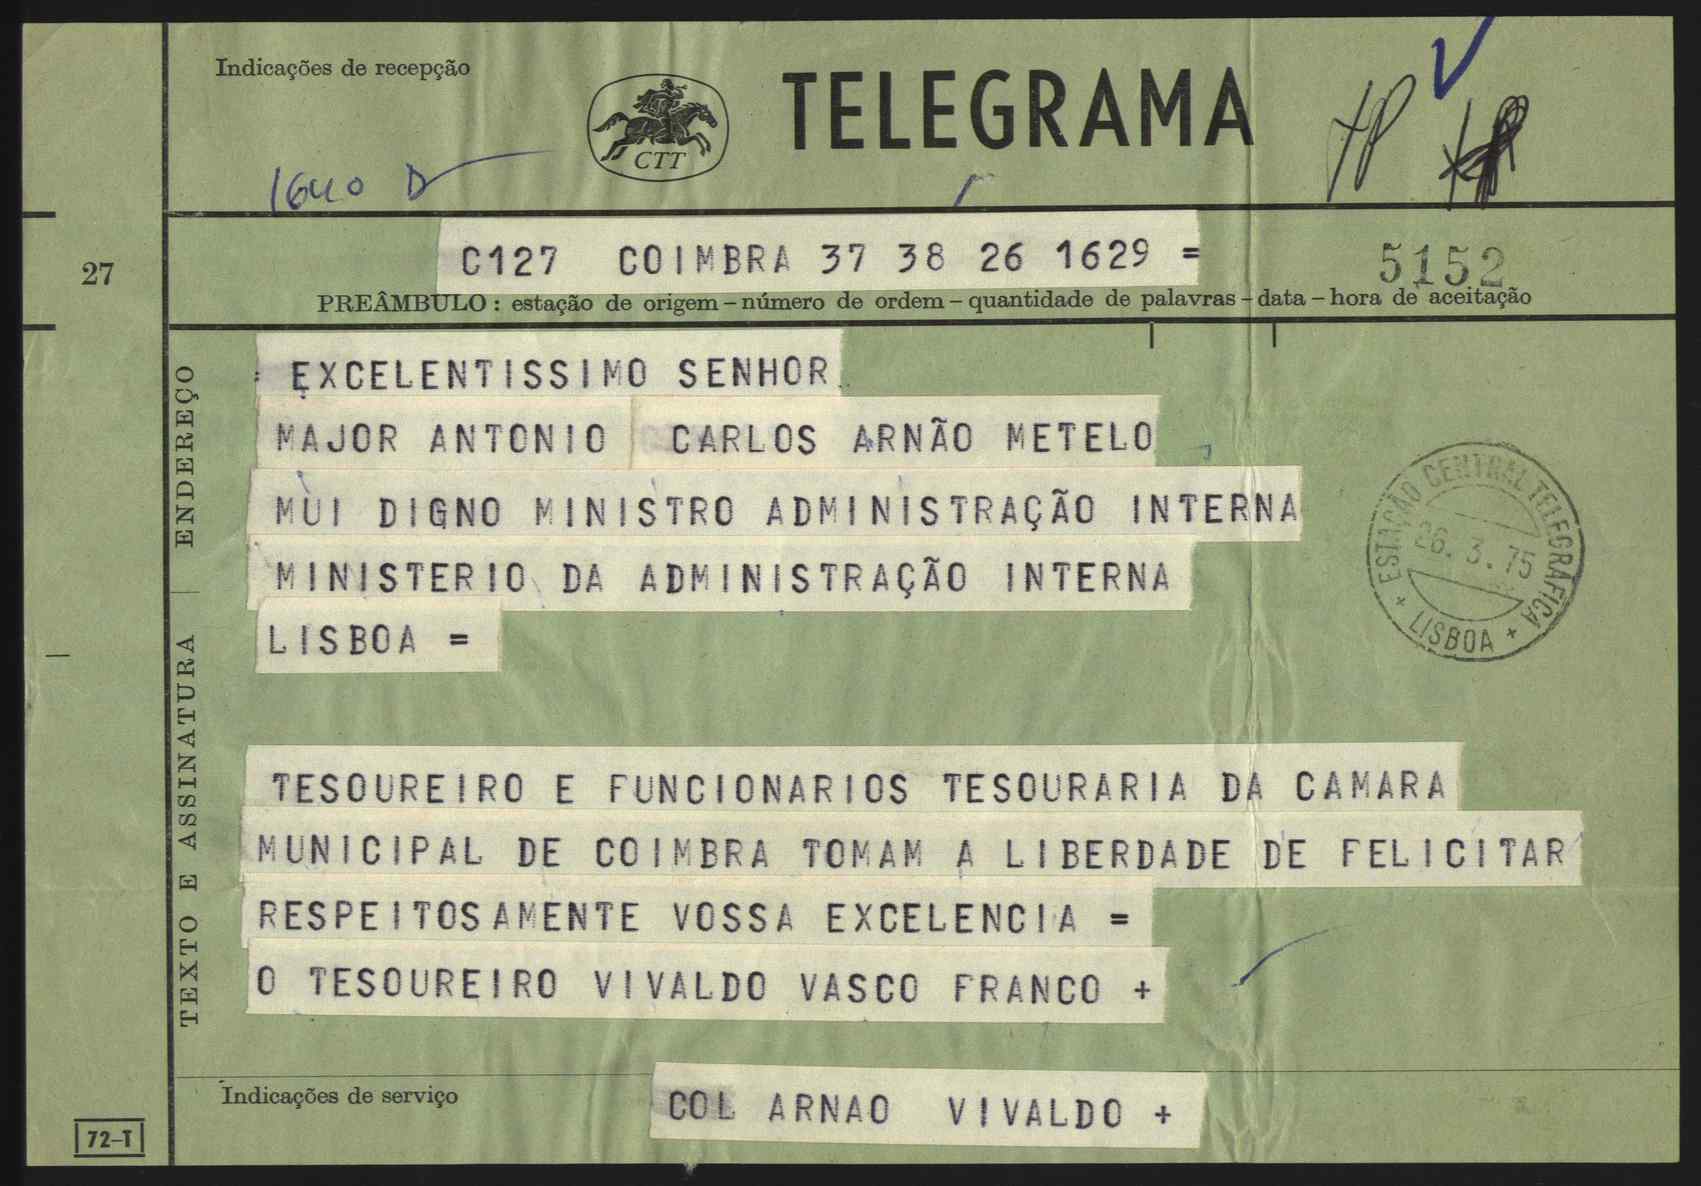 Indicações de recepção
CTT
TELEGRAMA
1640 D
27
C127 COIMBRA 37 38 26 1629 =
5152
PREÂMBULO : estação de origem – número de ordem – quantidade de palavras – data – hora de aceitação
ENDEREÇO
EXCELENTISSIMO SENHOR
MAJOR ANTONIO CARLOS ARNÃO METELO
MUI DIGNO MINISTRO ADMINISTRAÇÃO INTERNA
MINISTERIO DA ADMINISTRAÇÃO INTERNA
LISBOA =
ESTAÇÃO CENTRAL TELEGRAFICA
26. 3. 75
+ LISBOA +
TEXTO E ASSINATURA
TESOUREIRO E FUNCIONARIOS TESOURARIA DA CAMARA
MUNICIPAL DE COIMBRA TOMAM A LIBERDADE DE FELICITAR
RESPEITOSAMENTE VOSSA EXCELENCIA =
O TESOUREIRO VIVALDO VASCO FRANCO +
Indicações de serviço
COL ARNAO VIVALDO +
72-T